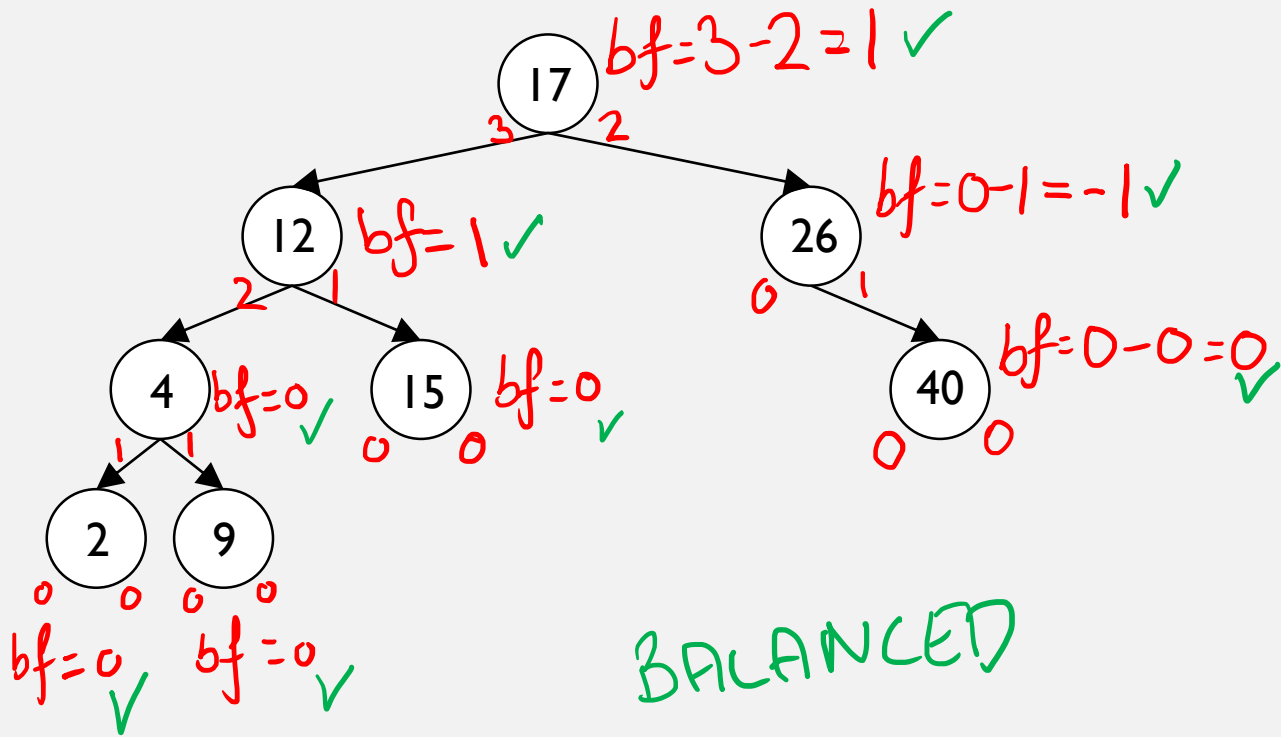 17 bf=3-2=1 ✓
3 2
12 bf=1 ✓
26 bf=0-1=-1 ✓
2 1
0 1
4 bf=0 ✓
15 bf=0 ✓
40 bf=0-0=0 ✓
1 1
0 0
0 0
2
9
0 0
0 0
bf=0 ✓
bf=0 ✓
BALANCED